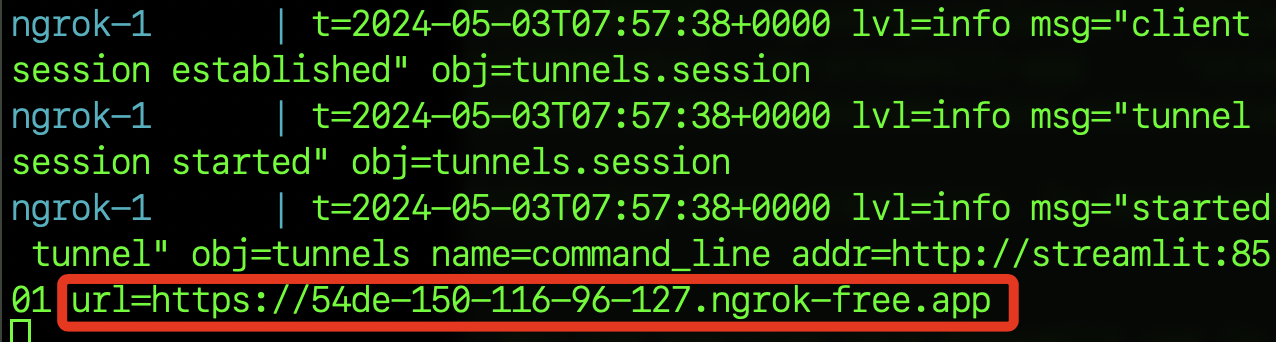 ngrok-1      | t=2024-05-03T07:57:38+0000 lvl=info msg="client
session established" obj=tunnels.session
ngrok-1      | t=2024-05-03T07:57:38+0000 lvl=info msg="tunnel
session started" obj=tunnels.session
ngrok-1      | t=2024-05-03T07:57:38+0000 lvl=info msg="started
 tunnel" obj=tunnels name=command_line addr=http://streamlit:85
01 url=https://54de-150-116-96-127.ngrok-free.app